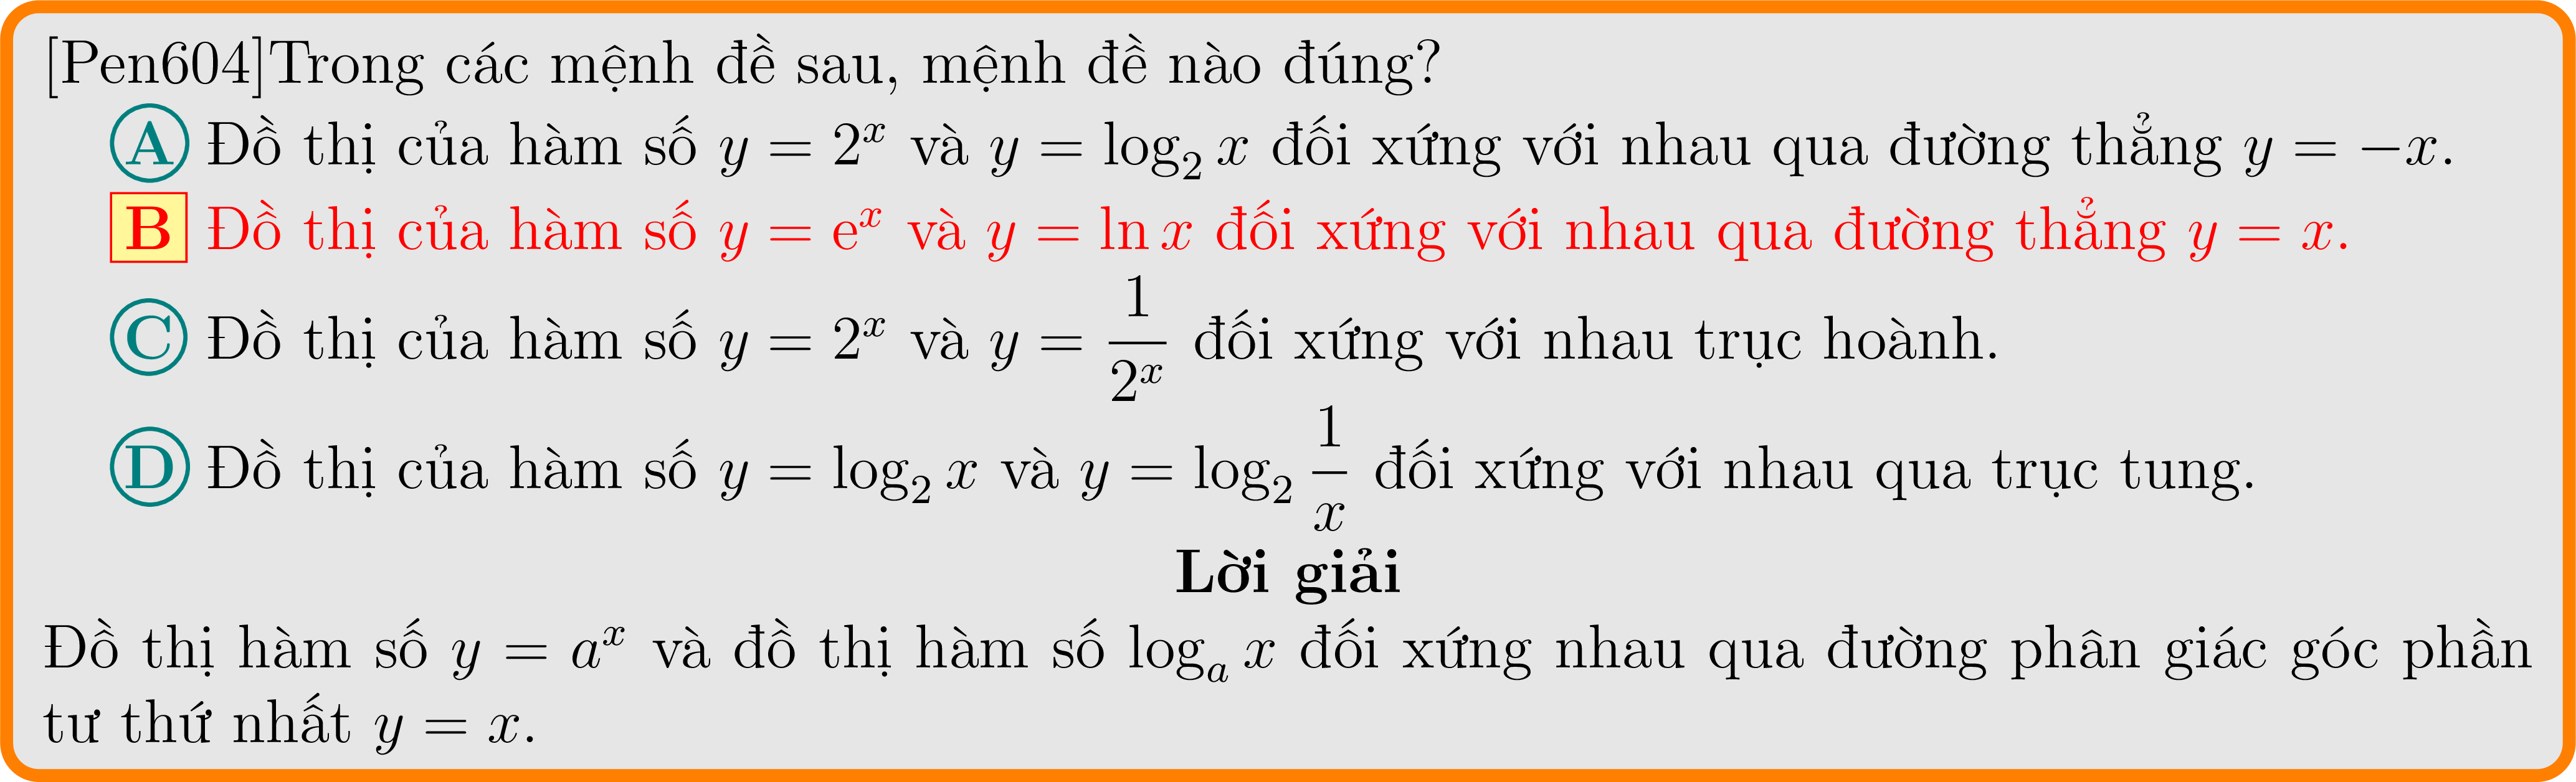 [Pen604]Trong các mệnh đề sau, mệnh đề nào đúng?
A Đồ thị của hàm số y = 2^x và y = log_2 x đối xứng với nhau qua đường thẳng y = −x.
B Đồ thị của hàm số y = e^x và y = ln x đối xứng với nhau qua đường thẳng y = x.
C Đồ thị của hàm số y = 2^x và y = \frac{1}{2^x} đối xứng với nhau trục hoành.
D Đồ thị của hàm số y = log_2 x và y = log_2 \frac{1}{x} đối xứng với nhau qua trục tung.
Lời giải
Đồ thị hàm số y = a^x và đồ thị hàm số log_a x đối xứng nhau qua đường phân giác góc phần
tư thứ nhất y = x.